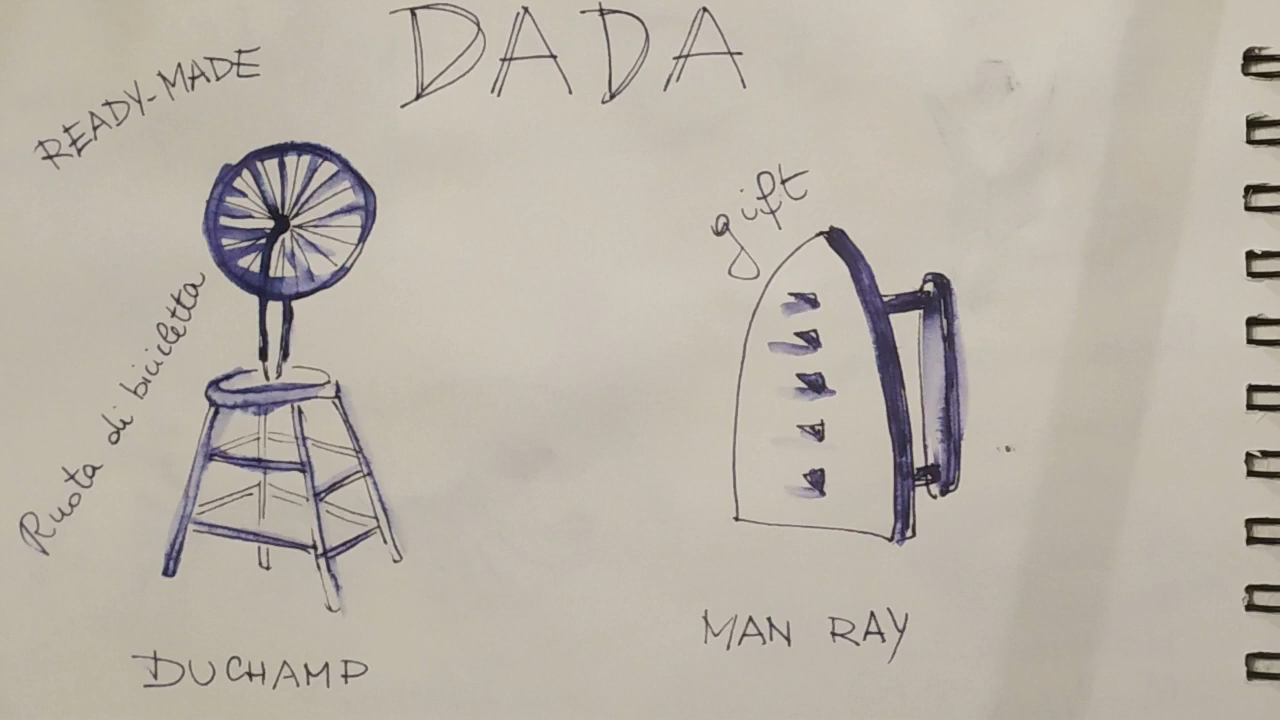 DADA
READY-MADE
Ruota di bicicletta
DUCHAMP
gift
MAN RAY